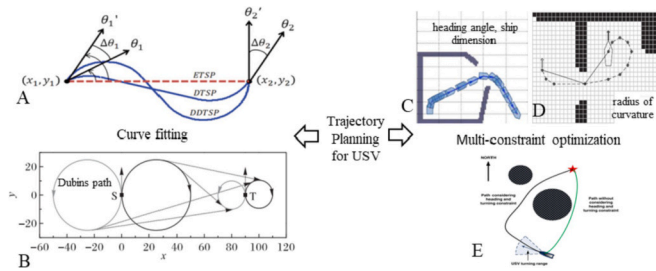 θ₁'
θ₁
Δθ₁
(x₁, y₁)
ETSP
DTSP
DDTSP
θ₂'
θ₂
Δθ₂
(x₂, y₂)
A
Curve fitting
Dubins path
S
T
y
20
10
0
-10
-20
-60 -40 -20 0 20 40 60 80 100 120
x
B
Trajectory
Planning
for USV
heading angle, ship
dimension
C
D
radius of
curvature
Multi-constraint optimization
NORTH
Path considering
heading and
turning constraint
Path without
considering
heading and
turning constraint
USV turning
range
E